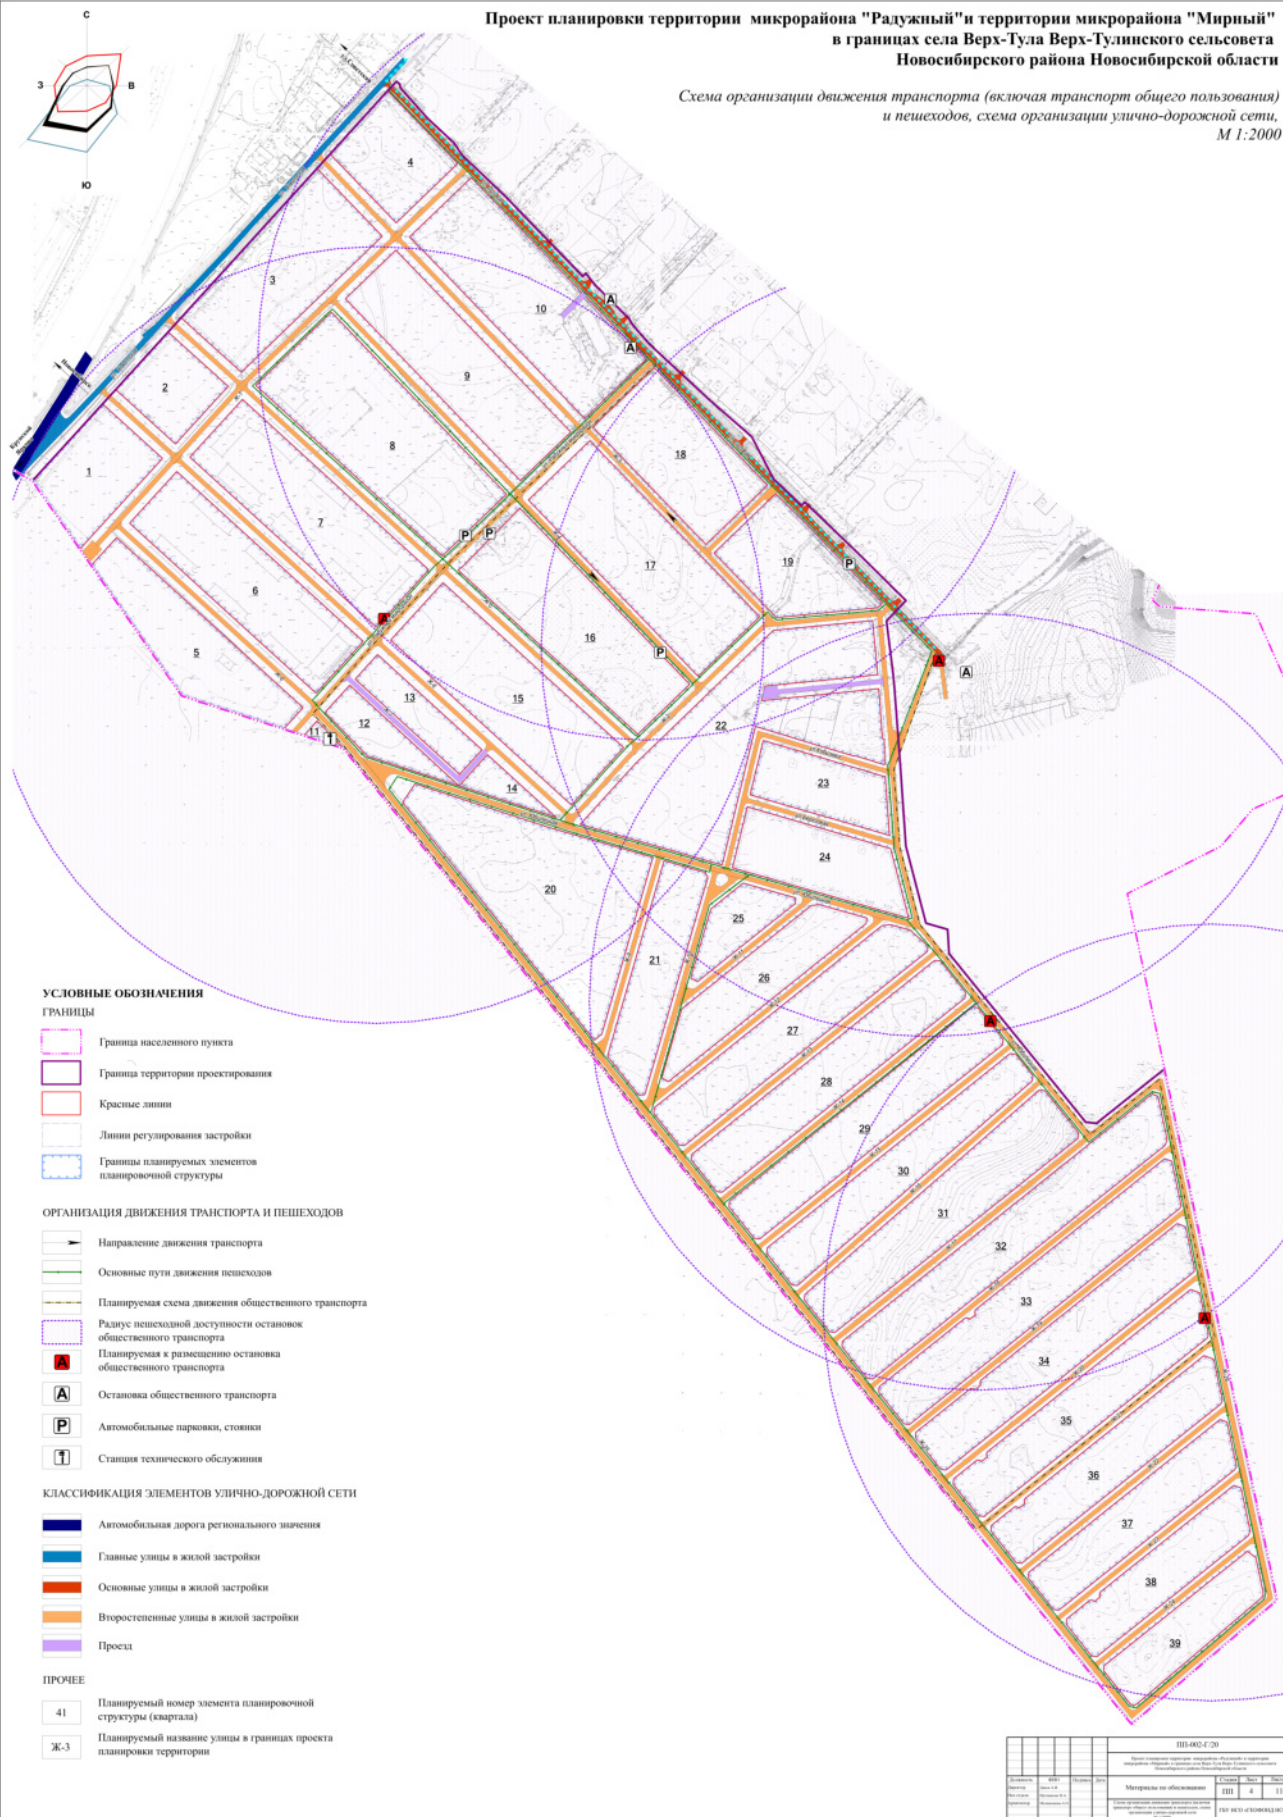 Проект планировки территории микрорайона "Радужный"и территории микрорайона "Мирный"
в границах села Верх-Тула Верх-Тулинского сельсовета
Новосибирского района Новосибирской области
Схема организации движения транспорта (включая транспорт общего пользования)
и пешеходов, схема организации улично-дорожной сети,
М 1:2000
С
З
В
Ю
4
3
10
А
А
2
9
1
8
18
7
Р
Р
17
19
Р
6
А
16
5
Р
А
А
13
15
12
11
22
14
23
24
20
25
21
26
27
А
28
29
30
31
32
33
А
34
35
36
37
38
39
УСЛОВНЫЕ ОБОЗНАЧЕНИЯ
ГРАНИЦЫ
Граница населенного пункта
Граница территории проектирования
Красные линии
Линии регулирования застройки
Границы планируемых элементов
планировочной структуры
ОРГАНИЗАЦИЯ ДВИЖЕНИЯ ТРАНСПОРТА И ПЕШЕХОДОВ
Направление движения транспорта
Основные пути движения пешеходов
Планируемая схема движения общественного транспорта
Радиус пешеходной доступности остановок
общественного транспорта
А Планируемая к размещению остановка
общественного транспорта
А Остановка общественного транспорта
Р Автомобильные парковки, стоянки
Станция технического обслуживания
КЛАССИФИКАЦИЯ ЭЛЕМЕНТОВ УЛИЧНО-ДОРОЖНОЙ СЕТИ
Автомобильная дорога регионального значения
Главные улицы в жилой застройки
Основные улицы в жилой застройки
Второстепенные улицы в жилой застройки
Проезд
ПРОЧЕЕ
41 Планируемый номер элемента планировочной
структуры (квартала)
Ж-3 Планируемый название улицы в границах проекта
планировки территории
ПП-002-Г/20
Материалы по обоснованию
Стадия Лист
ПП 4 11